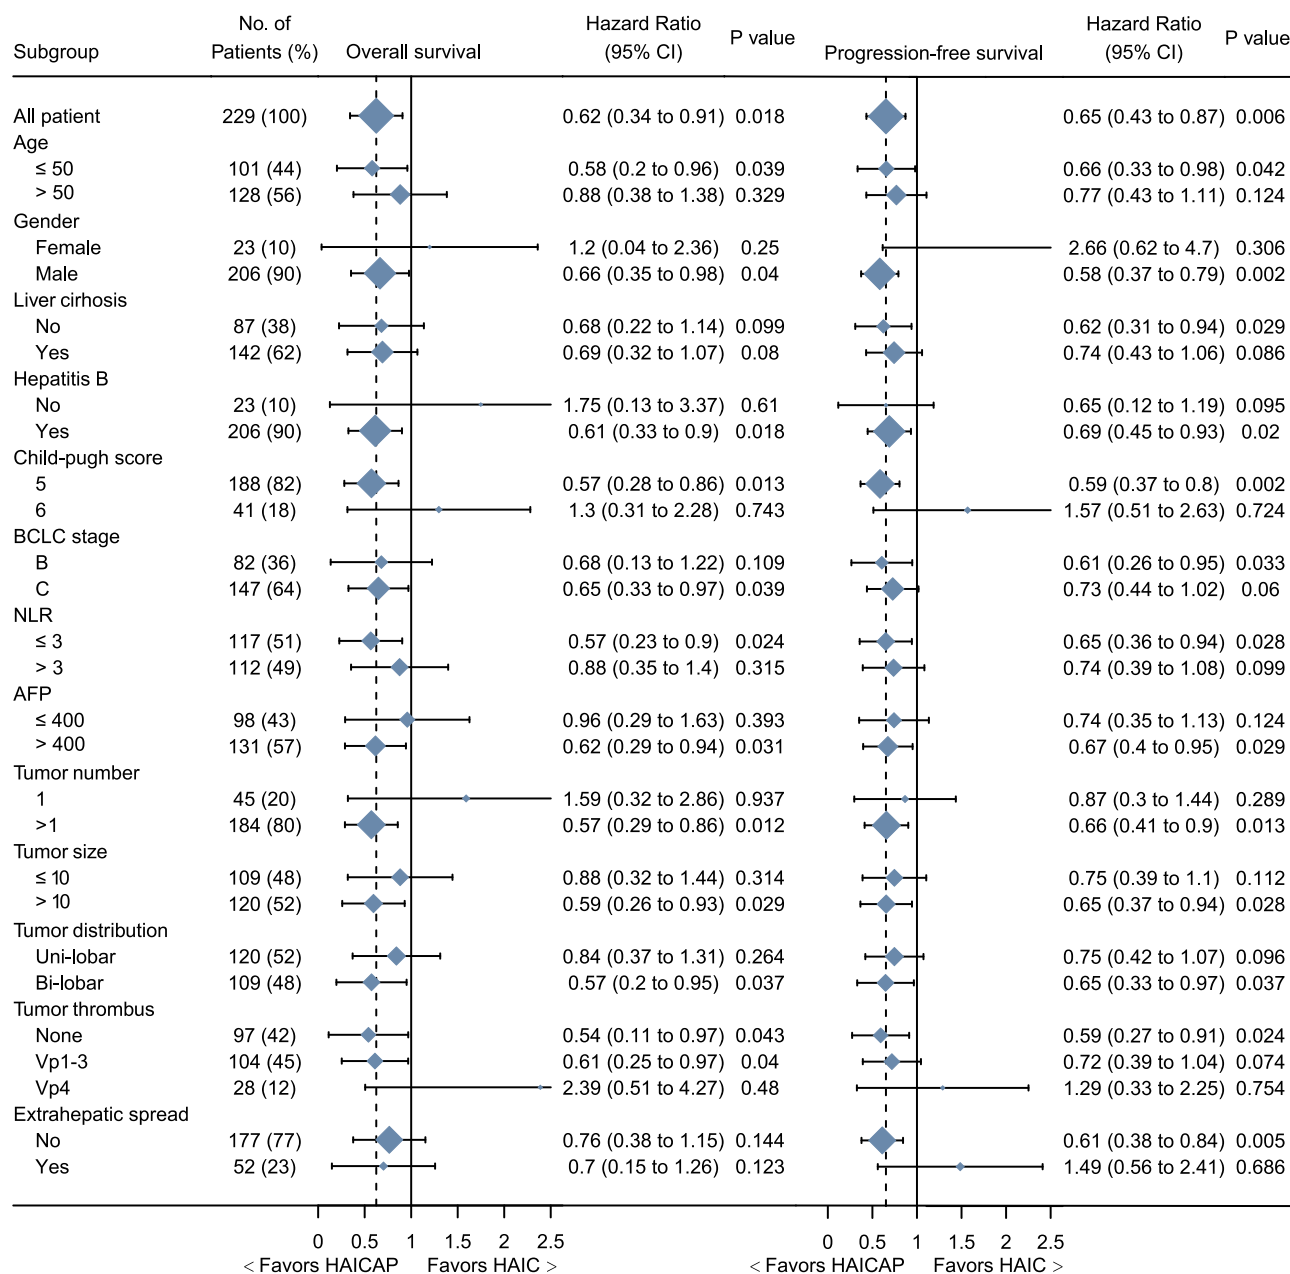 No. of Hazard Ratio Hazard Ratio
Subgroup Patients (%) Overall survival (95% CI) P value Progression-free survival (95% CI) P value
All patient 229 (100) 0.62 (0.34 to 0.91) 0.018 0.65 (0.43 to 0.87) 0.006
Age
≤ 50 101 (44) 0.58 (0.2 to 0.96) 0.039 0.66 (0.33 to 0.98) 0.042
> 50 128 (56) 0.88 (0.38 to 1.38) 0.329 0.77 (0.43 to 1.11) 0.124
Gender
Female 23 (10) 1.2 (0.04 to 2.36) 0.25 2.66 (0.62 to 4.7) 0.306
Male 206 (90) 0.66 (0.35 to 0.98) 0.04 0.58 (0.37 to 0.79) 0.002
Liver cirhosis
No 87 (38) 0.68 (0.22 to 1.14) 0.099 0.62 (0.31 to 0.94) 0.029
Yes 142 (62) 0.69 (0.32 to 1.07) 0.08 0.74 (0.43 to 1.06) 0.086
Hepatitis B
No 23 (10) 1.75 (0.13 to 3.37) 0.61 0.65 (0.12 to 1.19) 0.095
Yes 206 (90) 0.61 (0.33 to 0.9) 0.018 0.69 (0.45 to 0.93) 0.02
Child-pugh score
5 188 (82) 0.57 (0.28 to 0.86) 0.013 0.59 (0.37 to 0.8) 0.002
6 41 (18) 1.3 (0.31 to 2.28) 0.743 1.57 (0.51 to 2.63) 0.724
BCLC stage
B 82 (36) 0.68 (0.13 to 1.22) 0.109 0.61 (0.26 to 0.95) 0.033
C 147 (64) 0.65 (0.33 to 0.97) 0.039 0.73 (0.44 to 1.02) 0.06
NLR
≤ 3 117 (51) 0.57 (0.23 to 0.9) 0.024 0.65 (0.36 to 0.94) 0.028
> 3 112 (49) 0.88 (0.35 to 1.4) 0.315 0.74 (0.39 to 1.08) 0.099
AFP
≤ 400 98 (43) 0.96 (0.29 to 1.63) 0.393 0.74 (0.35 to 1.13) 0.124
> 400 131 (57) 0.62 (0.29 to 0.94) 0.031 0.67 (0.4 to 0.95) 0.029
Tumor number
1 45 (20) 1.59 (0.32 to 2.86) 0.937 0.87 (0.3 to 1.44) 0.289
>1 184 (80) 0.57 (0.29 to 0.86) 0.012 0.66 (0.41 to 0.9) 0.013
Tumor size
≤ 10 109 (48) 0.88 (0.32 to 1.44) 0.314 0.75 (0.39 to 1.1) 0.112
> 10 120 (52) 0.59 (0.26 to 0.93) 0.029 0.65 (0.37 to 0.94) 0.028
Tumor distribution
Uni-lobar 120 (52) 0.84 (0.37 to 1.31) 0.264 0.75 (0.42 to 1.07) 0.096
Bi-lobar 109 (48) 0.57 (0.2 to 0.95) 0.037 0.65 (0.33 to 0.97) 0.037
Tumor thrombus
None 97 (42) 0.54 (0.11 to 0.97) 0.043 0.59 (0.27 to 0.91) 0.024
Vp1-3 104 (45) 0.61 (0.25 to 0.97) 0.04 0.72 (0.39 to 1.04) 0.074
Vp4 28 (12) 2.39 (0.51 to 4.27) 0.48 1.29 (0.33 to 2.25) 0.754
Extrahepatic spread
No 177 (77) 0.76 (0.38 to 1.15) 0.144 0.61 (0.38 to 0.84) 0.005
Yes 52 (23) 0.7 (0.15 to 1.26) 0.123 1.49 (0.56 to 2.41) 0.686
0 0.5 1 1.5 2 2.5 0 0.5 1 1.5 2 2.5
< Favors HAICAP Favors HAIC > < Favors HAICAP Favors HAIC >